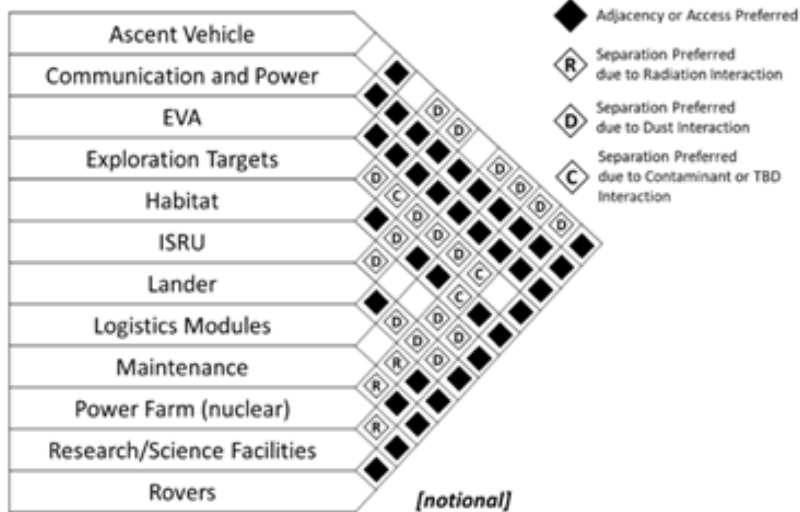 Ascent Vehicle
Communication and Power
EVA
Exploration Targets
Habitat
ISRU
Lander
Logistics Modules
Maintenance
Power Farm (nuclear)
Research/Science Facilities
Rovers
D
D
D
D
D
C
D
D
D
D D
D
D
C
C
D D
D D
R D
R
R
Adjacency or Access Preferred
R
Separation Preferred
due to Radiation Interaction
D
Separation Preferred
due to Dust Interaction
C
Separation Preferred
due to Contaminant or TBD
Interaction
[notional]